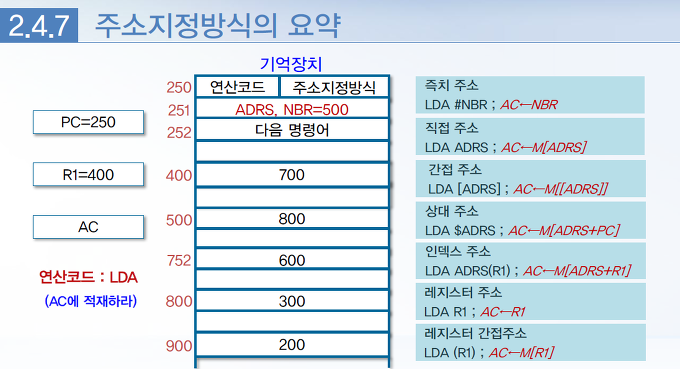 2.4.7 주소지정방식의 요약
기억장치
250 연산코드 주소지정방식
251 ADRS, NBR=500
252 다음 명령어
400 700
500 800
752 600
800 300
900 200
PC=250
R1=400
AC
연산코드 : LDA
(AC에 적재하라)
즉치 주소
LDA #NBR ; AC←NBR
직접 주소
LDA ADRS ; AC←M[ADRS]
간접 주소
LDA [ADRS] ; AC←M[[ADRS]]
상대 주소
LDA $ADRS ; AC←M[ADRS+PC]
인덱스 주소
LDA ADRS(R1) ; AC←M[ADRS+R1]
레지스터 주소
LDA R1 ; AC←R1
레지스터 간접주소
LDA (R1) ; AC←M[R1]